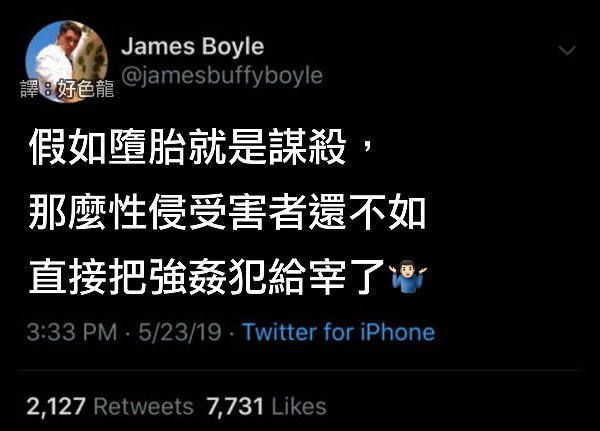 James Boyle
@jamesbuffyboyle
譯:好色龍
假如墮胎就是謀殺，
那麼性侵受害者還不如
直接把強姦犯給宰了🤷🏻‍♂️
3:33 PM · 5/23/19 · Twitter for iPhone
2,127 Retweets 7,731 Likes